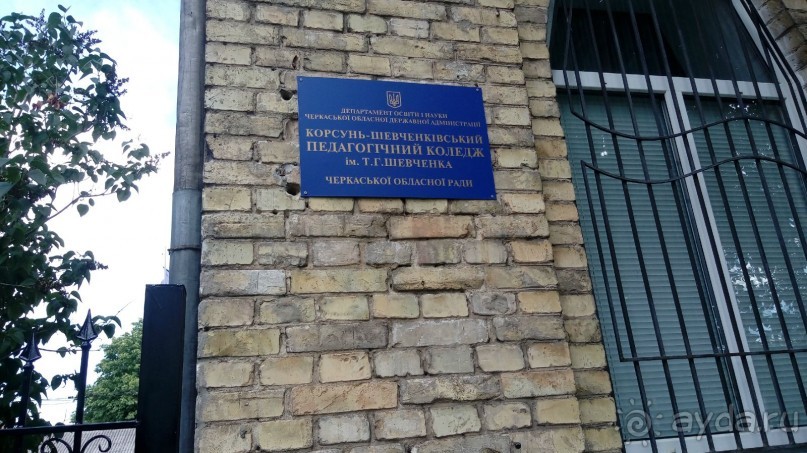 ДЕПАРТАМЕНТ ОСВІТИ І НАУКИ
ЧЕРКАСЬКОЇ ОБЛАСНОЇ ДЕРЖАВНОЇ АДМІНІСТРАЦІЇ
КОРСУНЬ-ШЕВЧЕНКІВСЬКИЙ
ПЕДАГОГІЧНИЙ КОЛЕДЖ
ім. Т.Г.ШЕВЧЕНКА
ЧЕРКАСЬКОЇ ОБЛАСНОЇ РАДИ
ayda.ru